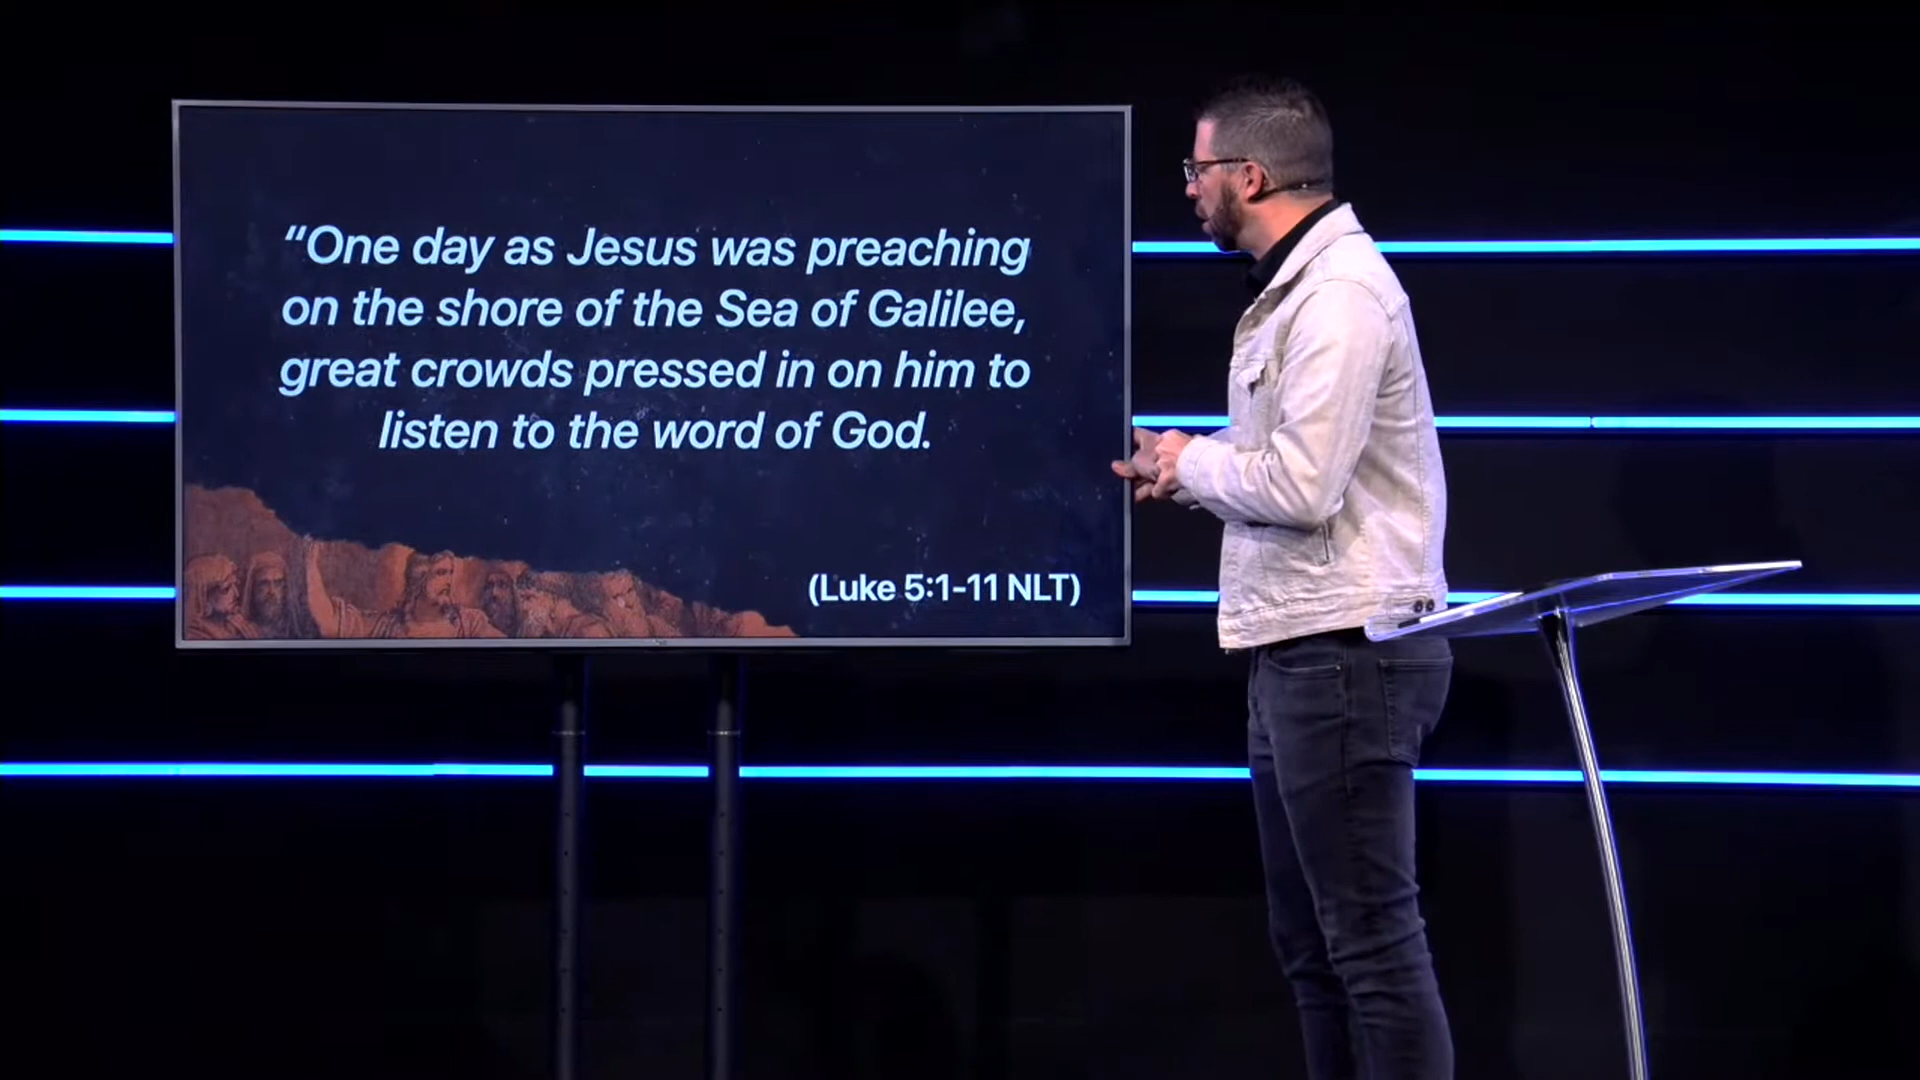 “One day as Jesus was preaching
on the shore of the Sea of Galilee,
great crowds pressed in on him to
listen to the word of God.
(Luke 5:1-11 NLT)